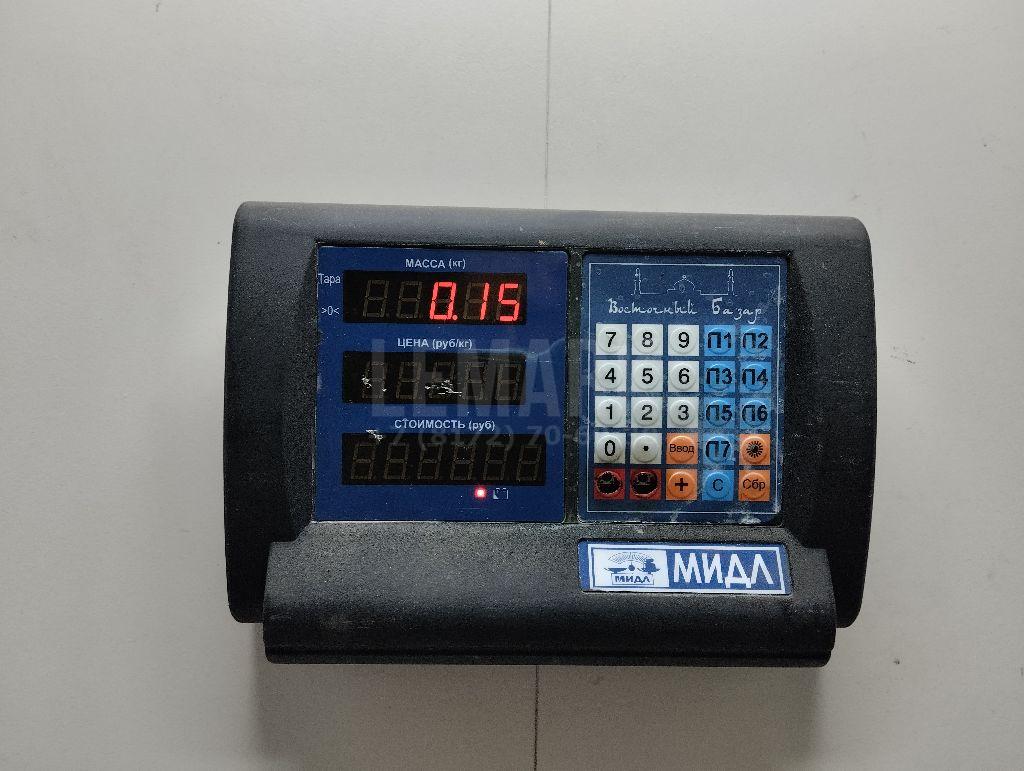 МАССА (кг)
Тара
0.15
>0<
ЦЕНА (руб/кг)
СТОИМОСТЬ (руб)
Восточный Базар
7 8 9 П1 П2
4 5 6 П3 П4
1 2 3 П5 П6
0 . Ввод П7
+ С Сбр
МИДЛ
МИДЛ